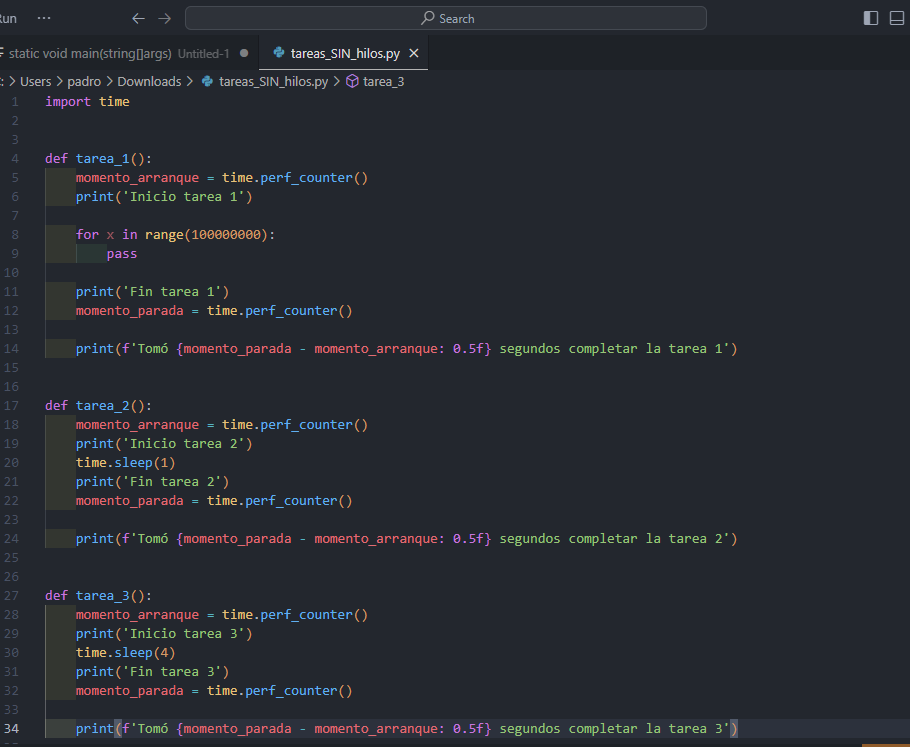 Run ··· ← → Search
static void main(string[]args) Untitled-1 ● tareas_SIN_hilos.py ×
: > Users > padro > Downloads > tareas_SIN_hilos.py > tarea_3
1 import time
2
3
4 def tarea_1():
5     momento_arranque = time.perf_counter()
6     print('Inicio tarea 1')
7
8     for x in range(100000000):
9         pass
10
11     print('Fin tarea 1')
12     momento_parada = time.perf_counter()
13
14     print(f'Tomó {momento_parada - momento_arranque: 0.5f} segundos completar la tarea 1')
15
16
17 def tarea_2():
18     momento_arranque = time.perf_counter()
19     print('Inicio tarea 2')
20     time.sleep(1)
21     print('Fin tarea 2')
22     momento_parada = time.perf_counter()
23
24     print(f'Tomó {momento_parada - momento_arranque: 0.5f} segundos completar la tarea 2')
25
26
27 def tarea_3():
28     momento_arranque = time.perf_counter()
29     print('Inicio tarea 3')
30     time.sleep(4)
31     print('Fin tarea 3')
32     momento_parada = time.perf_counter()
33
34     print(f'Tomó {momento_parada - momento_arranque: 0.5f} segundos completar la tarea 3')